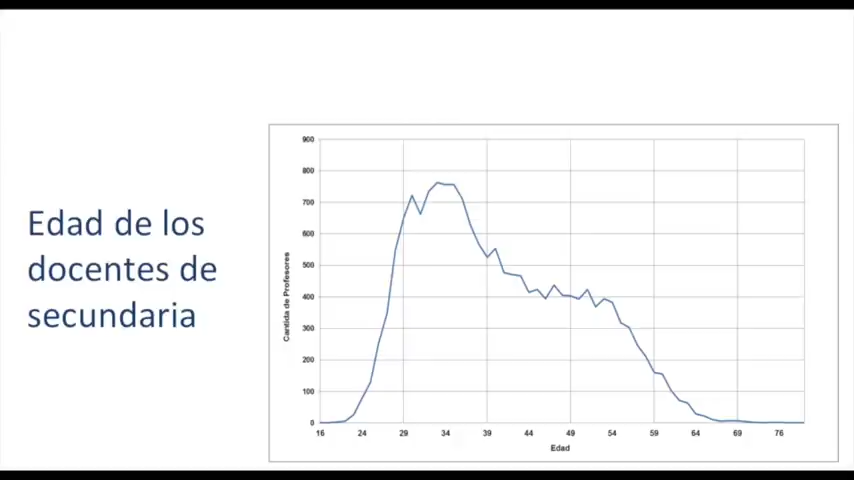 Edad de los
docentes de
secundaria
900
800
700
600
500
400
300
200
100
0
Cantida de Profesores
16 24 29 34 39 44 49 54 59 64 69 76
Edad